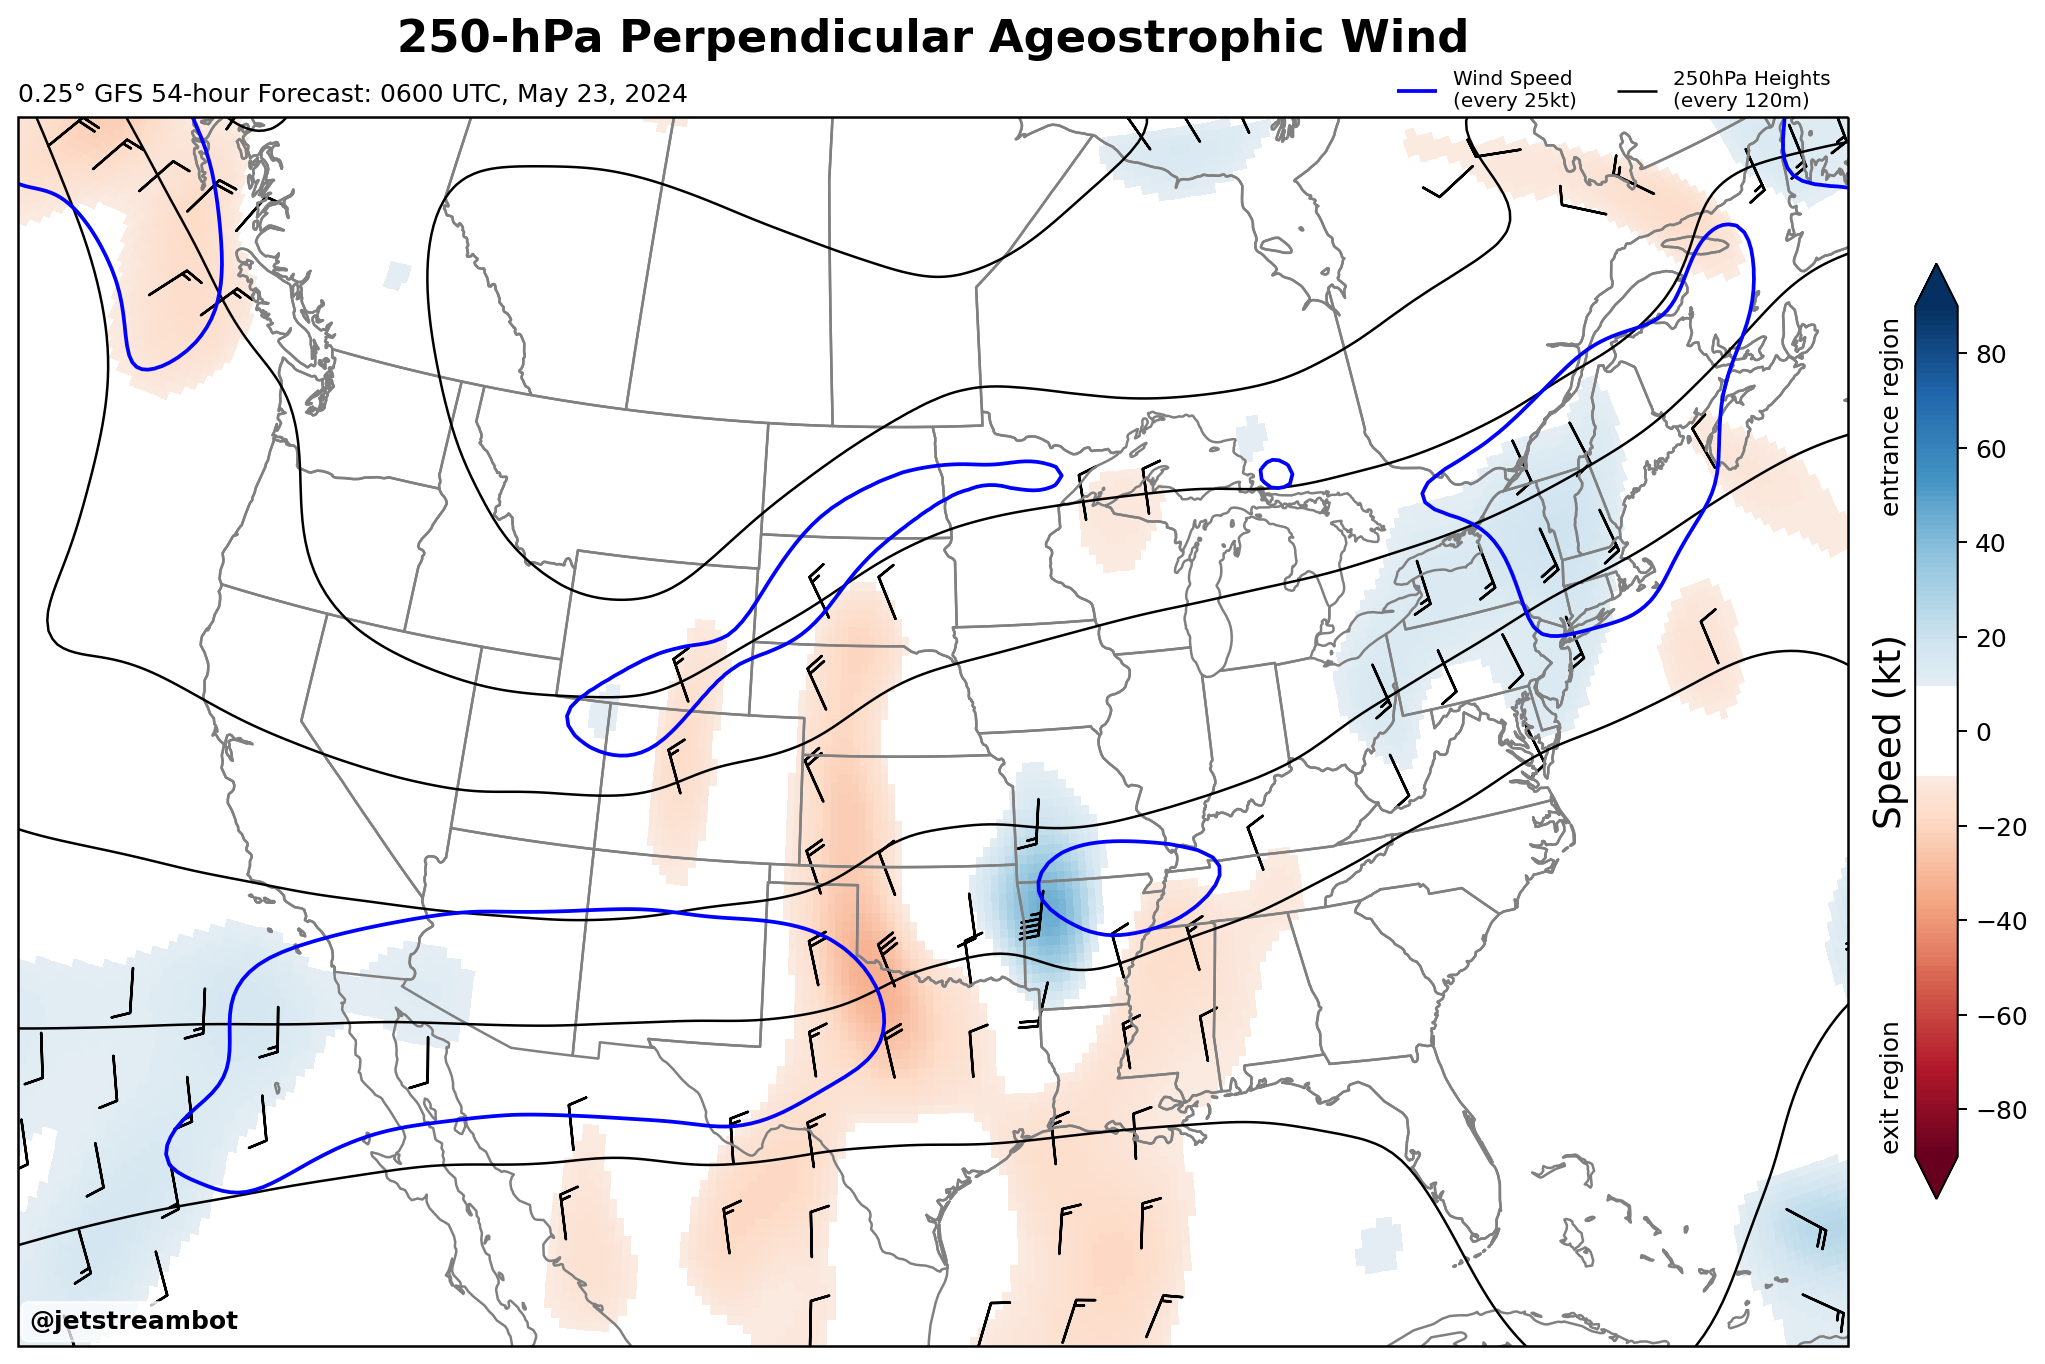 250-hPa Perpendicular Ageostrophic Wind
0.25° GFS 54-hour Forecast: 0600 UTC, May 23, 2024
Wind Speed
(every 25kt)
250hPa Heights
(every 120m)
entrance region
exit region
Speed (kt)
80
60
40
20
0
−20
−40
−60
−80
@jetstreambot